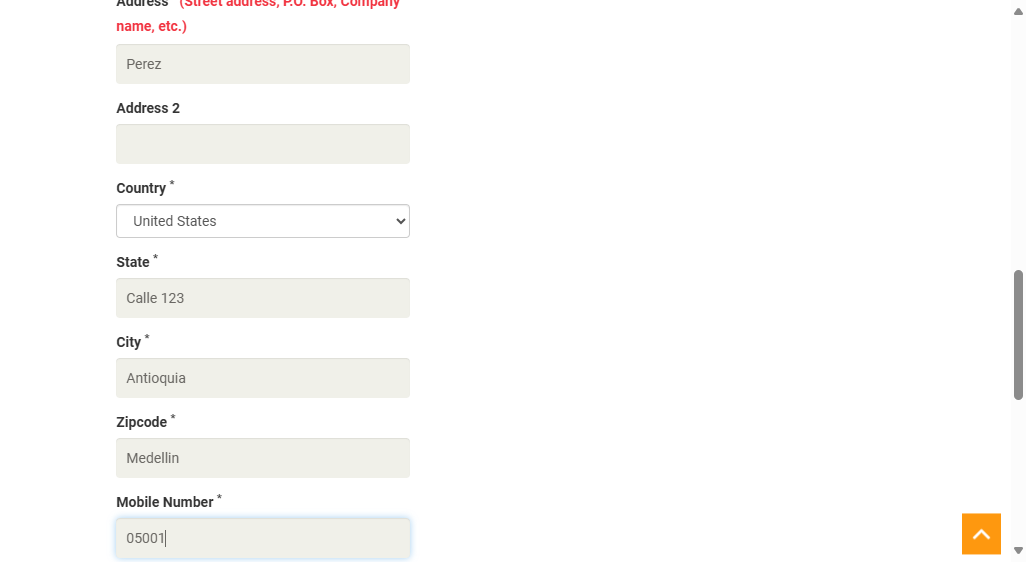 Address * (Street address, P.O. Box, Company
name, etc.)
Perez
Address 2
Country *
United States
State *
Calle 123
City *
Antioquia
Zipcode *
Medellin
Mobile Number *
05001